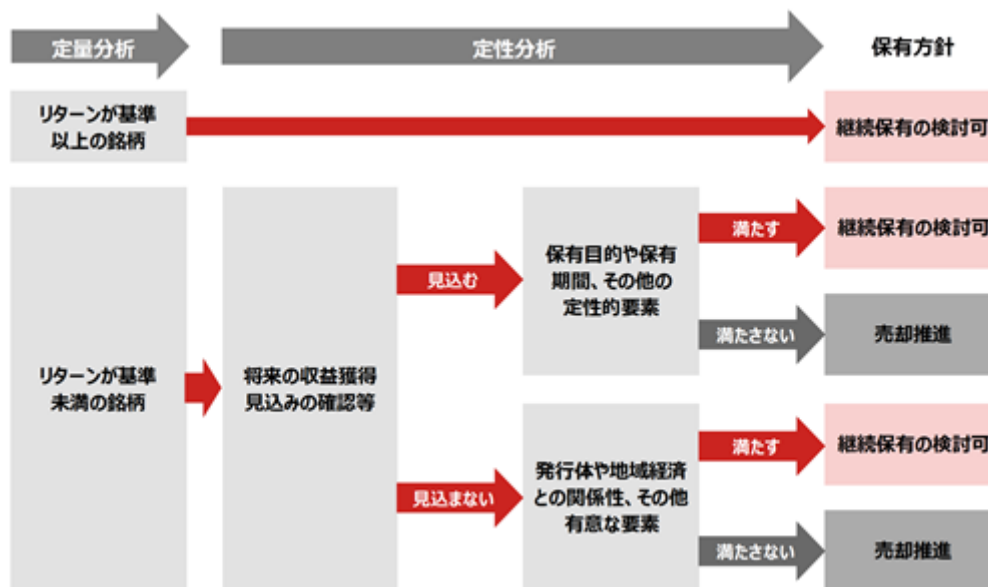 定量分析
定性分析
保有方針
リターンが基準
以上の銘柄
継続保有の検討可
リターンが基準
未満の銘柄
将来の収益獲得
見込みの確認等
見込む
保有目的や保有
期間、その他の
定性的要素
満たす
継続保有の検討可
満たさない
売却推進
見込まない
発行体や地域経済
との関係性、その他
有意な要素
満たす
継続保有の検討可
満たさない
売却推進